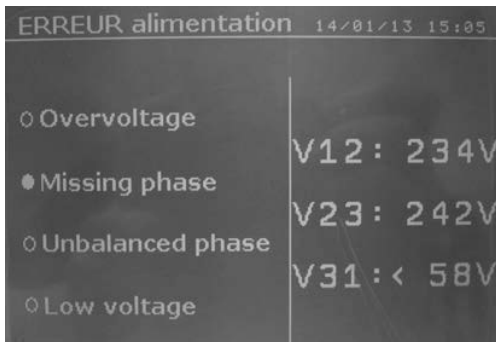 ERREUR alimentation 14/01/13 15:05
Overvoltage
V12: 234V
Missing phase
V23: 242V
Unbalanced phase
V31:< 58V
Low voltage